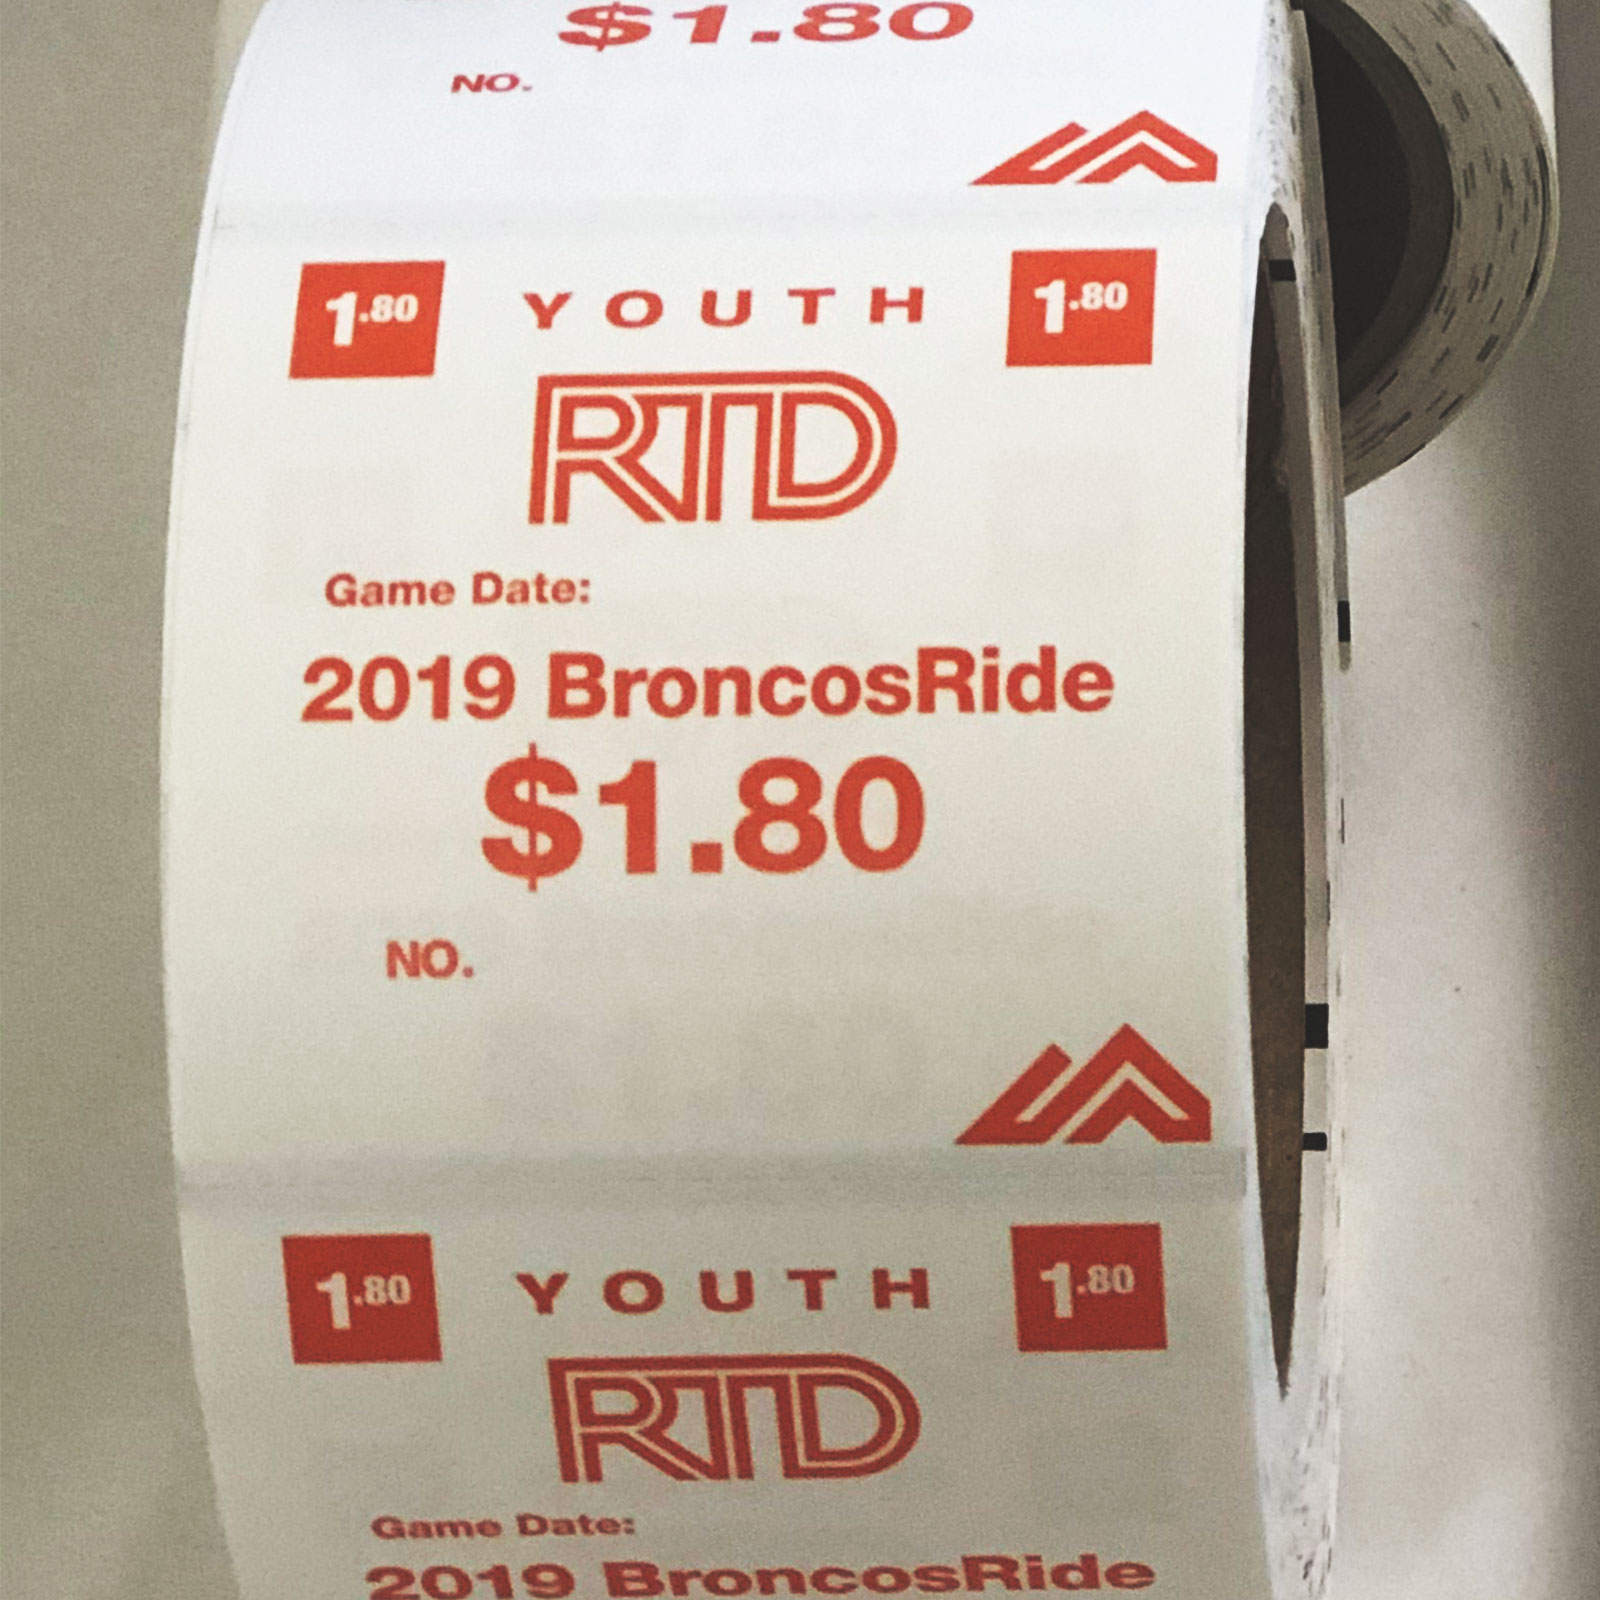 $1.80
NO.
1.80 YOUTH 1.80
RTD
Game Date:
2019 BroncosRide
$1.80
NO.
1.80 YOUTH 1.80
RTD
Game Date:
2019 BroncosRide